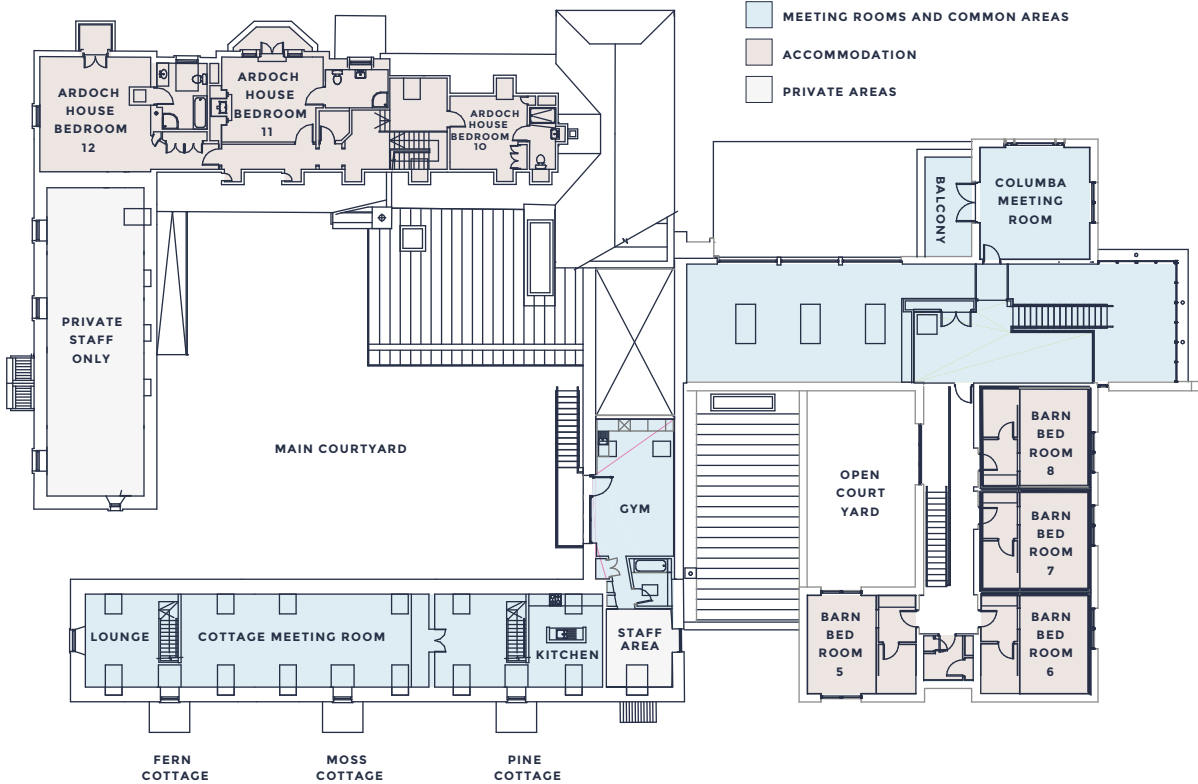 MEETING ROOMS AND COMMON AREAS
ACCOMMODATION
PRIVATE AREAS
ARDOCH
HOUSE
BEDROOM
12
ARDOCH
HOUSE
BEDROOM
11
ARDOCH
HOUSE
BEDROOM
10
BALCONY
COLUMBA
MEETING
ROOM
PRIVATE
STAFF
ONLY
MAIN COURTYARD
GYM
OPEN
COURT
YARD
BARN
BED
ROOM
8
BARN
BED
ROOM
7
BARN
BED
ROOM
6
BARN
BED
ROOM
5
LOUNGE
COTTAGE MEETING ROOM
KITCHEN
STAFF
AREA
FERN
COTTAGE
MOSS
COTTAGE
PINE
COTTAGE